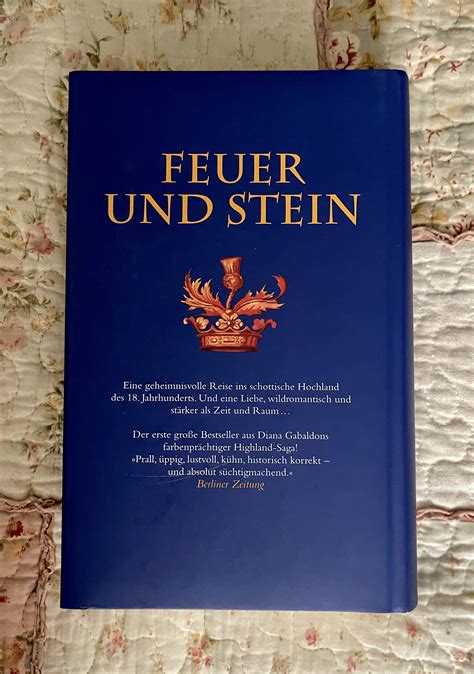 FEUER
UND STEIN
Eine geheimnisvolle Reise ins schottische Hochland
des 18. Jahrhunderts. Und eine Liebe, wildromantisch und
stärker als Zeit und Raum…
Der erste große Bestseller aus Diana Gabaldons
farbenprächtiger Highland-Saga!
»Prall, üppig, lustvoll, kühn, historisch korrekt –
und absolut süchtigmachend.«
Berliner Zeitung